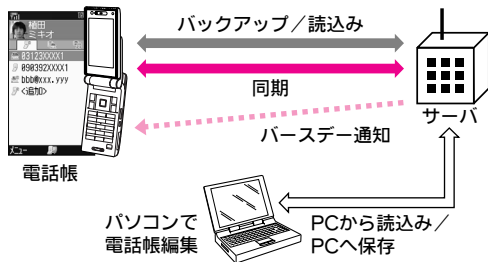 植田
ミキオ
03123XXXX1
090392XXXX1
bbb@xxx.yyy
<追加>
ﾒﾆｭｰ
電話帳
バックアップ／読込み
同期
バースデー通知
サーバ
パソコンで
電話帳編集
PCから読込み／
PCへ保存